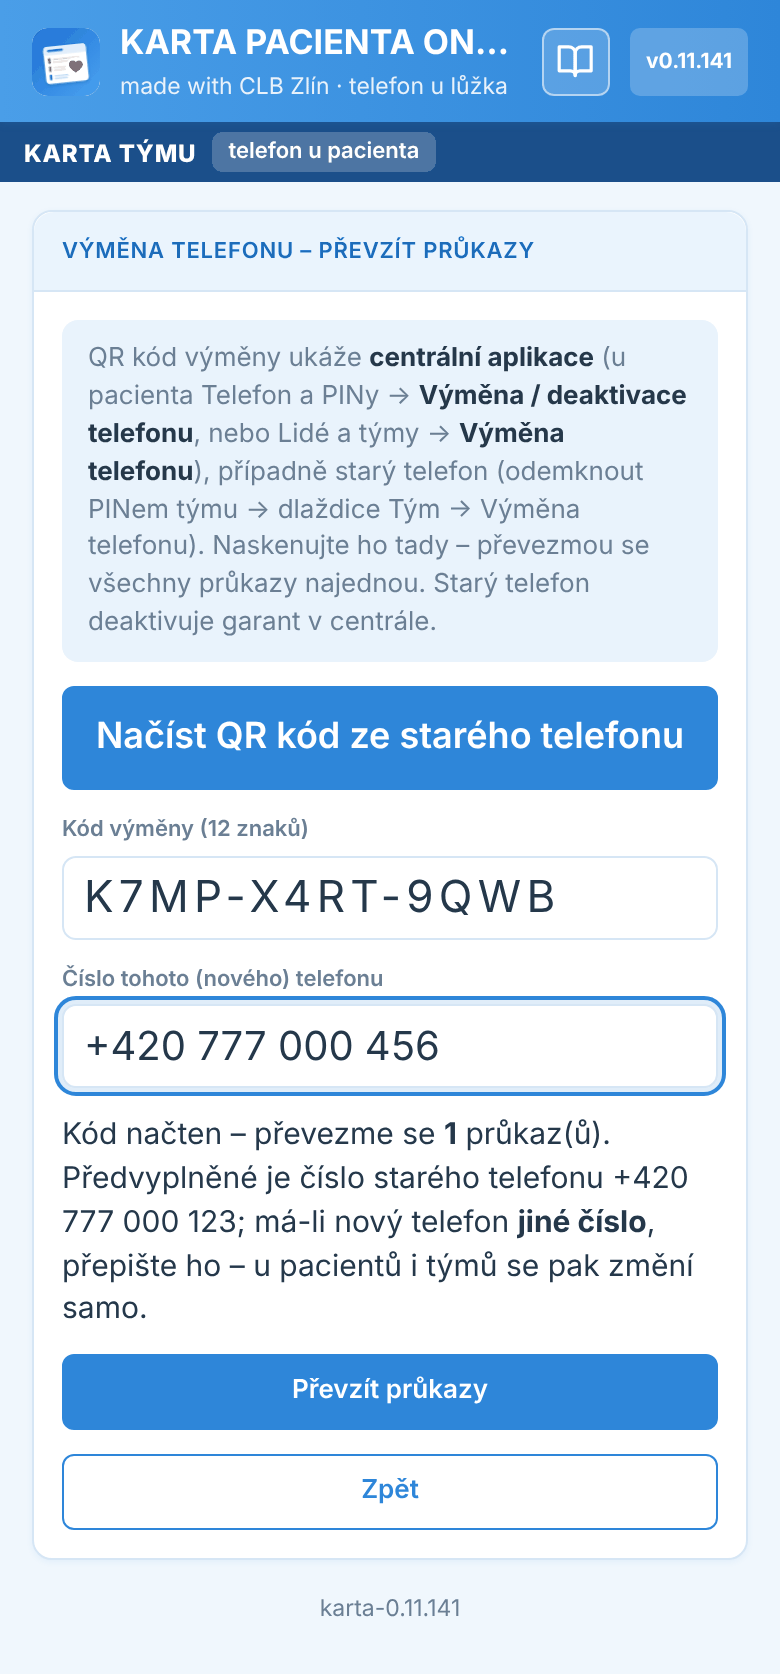 KARTA PACIENTA ON...
made with CLB Zlín · telefon u lůžka
v0.11.141
KARTA TÝMU
telefon u pacienta
VÝMĚNA TELEFONU – PŘEVZÍT PRŮKAZY
QR kód výměny ukáže centrální aplikace (u
pacienta Telefon a PINy → Výměna / deaktivace
telefonu, nebo Lidé a týmy → Výměna
telefonu), případně starý telefon (odemknout
PINem týmu → dlaždice Tým → Výměna
telefonu). Naskenujte ho tady – převezmou se
všechny průkazy najednou. Starý telefon
deaktivuje garant v centrále.
Načíst QR kód ze starého telefonu
Kód výměny (12 znaků)
K7MP-X4RT-9QWB
Číslo tohoto (nového) telefonu
+420 777 000 456
Kód načten – převezme se 1 průkaz(ů).
Předvyplněné je číslo starého telefonu +420
777 000 123; má-li nový telefon jiné číslo,
přepište ho – u pacientů i týmů se pak změní
samo.
Převzít průkazy
Zpět
karta-0.11.141